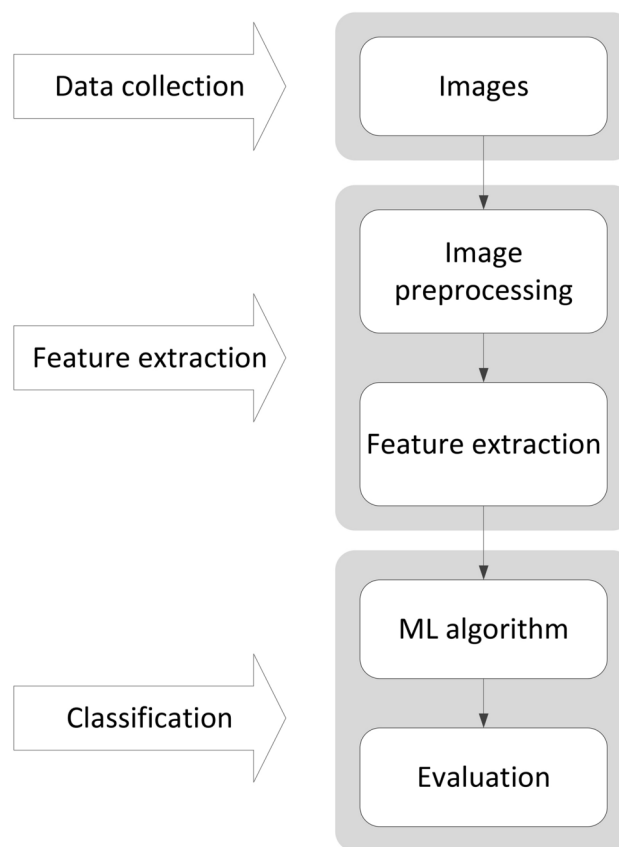 Data collection
Images
Image
preprocessing
Feature extraction
Feature extraction
ML algorithm
Classification
Evaluation